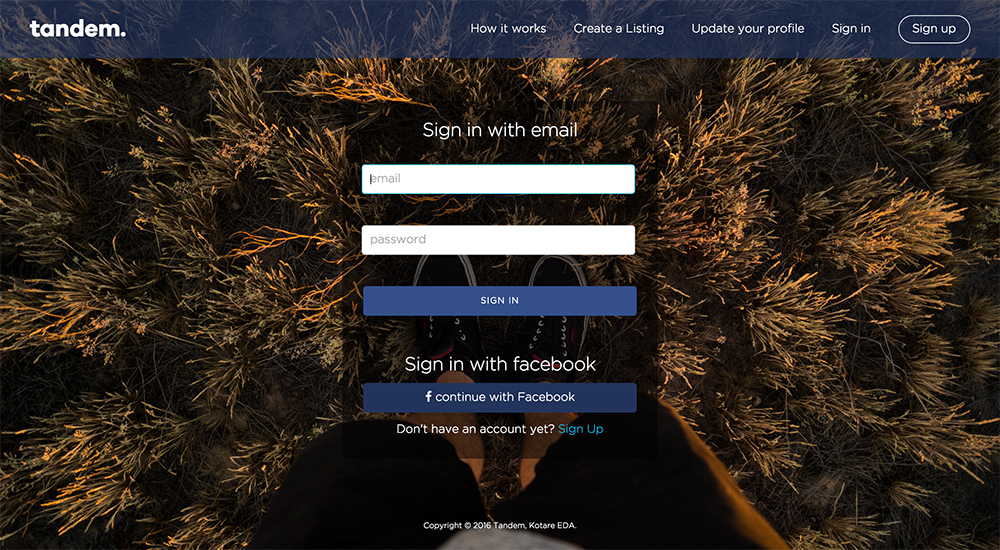 tandem.
How it works
Create a Listing
Update your profile
Sign in
Sign up
Sign in with email
email
password
SIGN IN
Sign in with facebook
f continue with Facebook
Don't have an account yet? Sign Up
Copyright © 2016 Tandem, Kotare EDA.